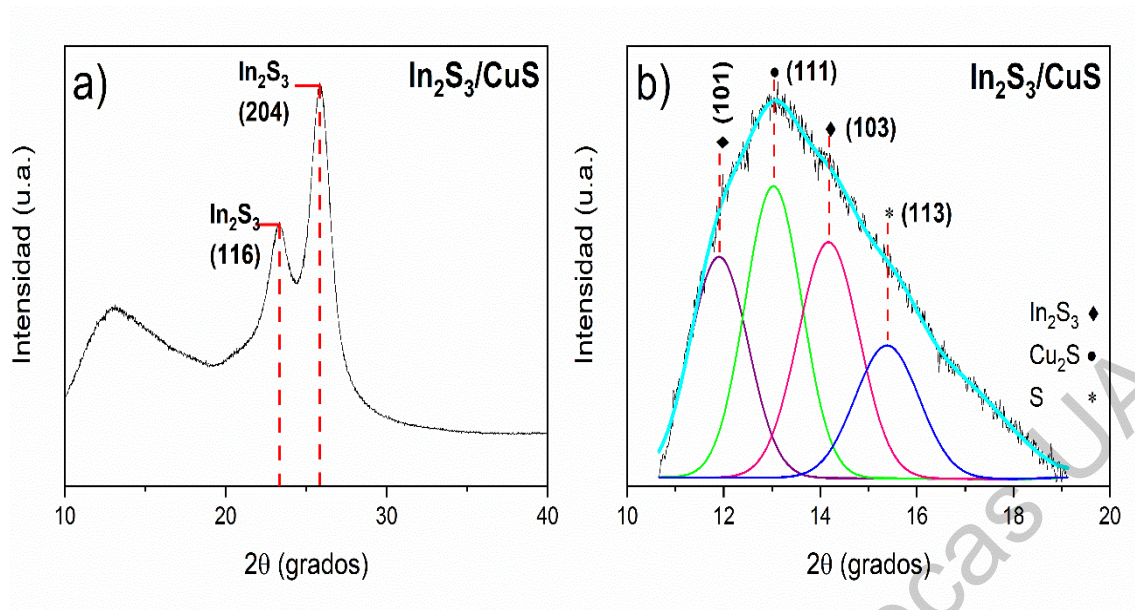 a)
In₂S₃/CuS
In₂S₃
(204)
In₂S₃
(116)
Intensidad (u.a.)
10 20 30 40
2θ (grados)
b)
In₂S₃/CuS
◆ (101)
● (111)
◆ (103)
* (113)
In₂S₃ ◆
Cu₂S ●
S *
Intensidad (u.a.)
10 12 14 16 18 20
2θ (grados)